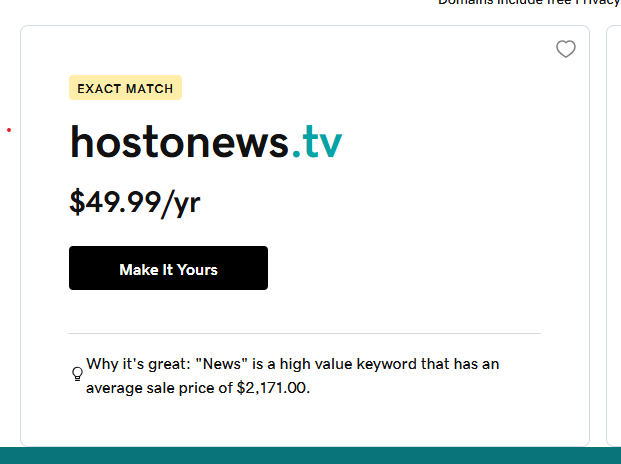 Domains include free Privacy
EXACT MATCH
hostonews.tv
$49.99/yr
Make It Yours
Why it's great: "News" is a high value keyword that has an
average sale price of $2,171.00.